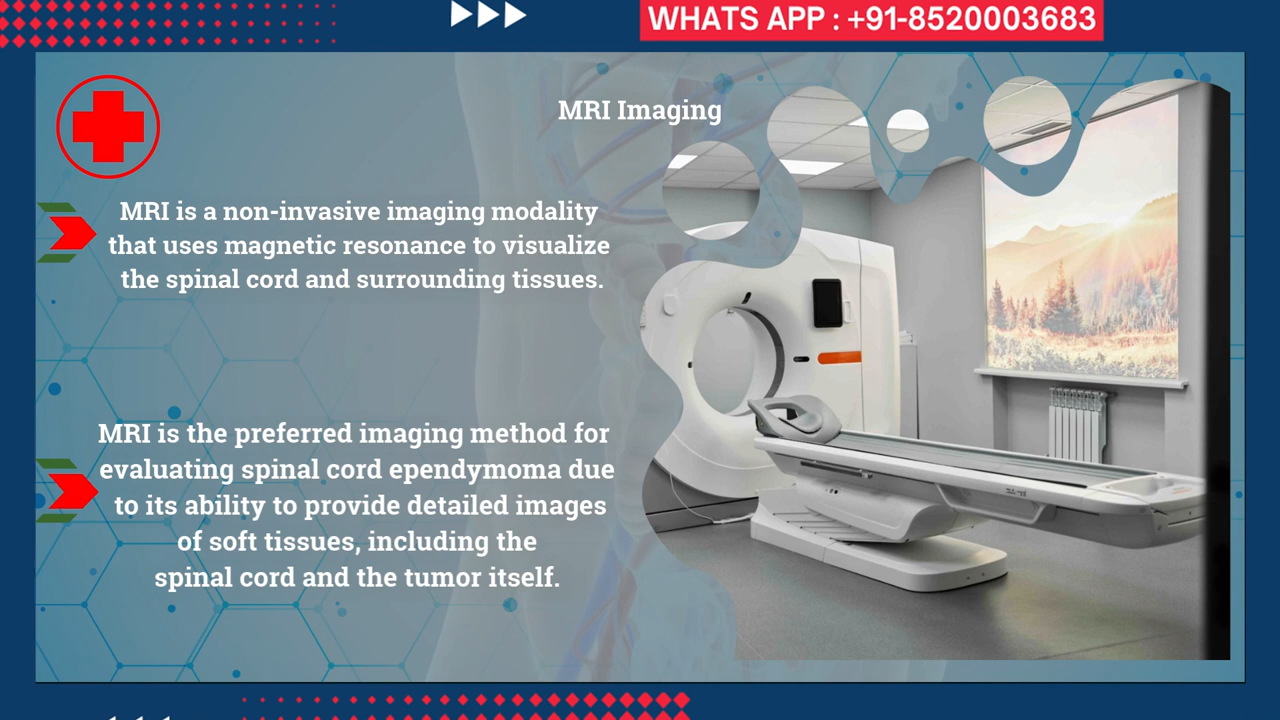 WHATS APP : +91-8520003683
MRI Imaging
MRI is a non-invasive imaging modality
that uses magnetic resonance to visualize
the spinal cord and surrounding tissues.
MRI is the preferred imaging method for
evaluating spinal cord ependymoma due
to its ability to provide detailed images
of soft tissues, including the
spinal cord and the tumor itself.